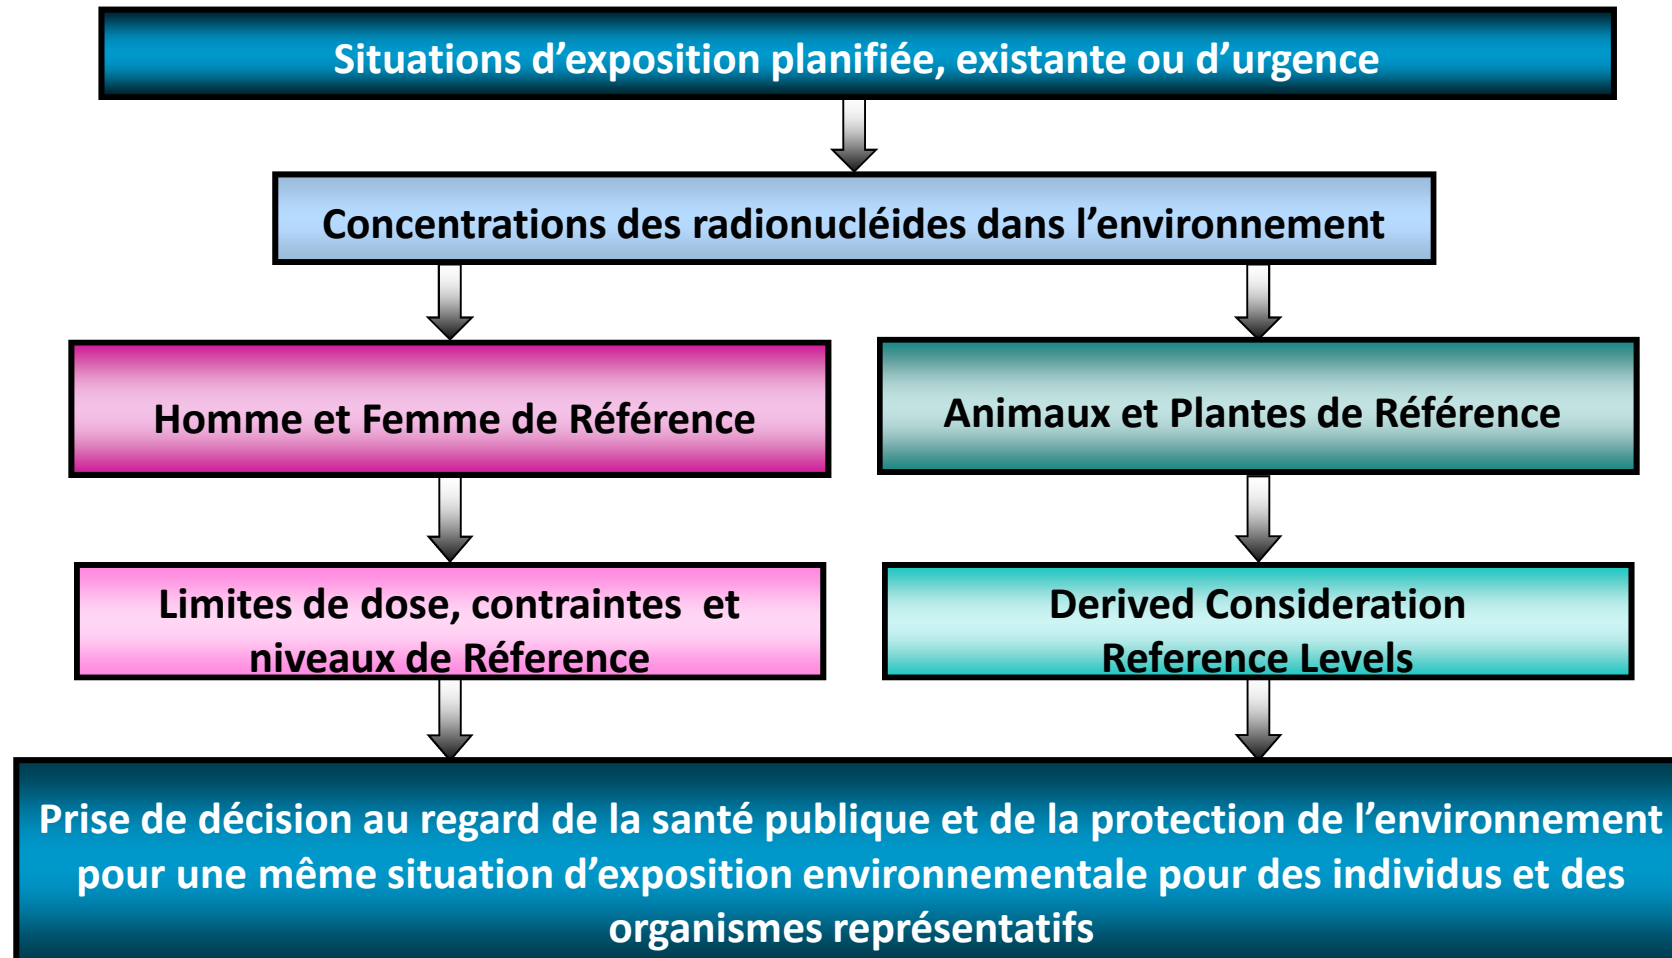 Situations d’exposition planifiée, existante ou d’urgence
Concentrations des radionucléides dans l’environnement
Homme et Femme de Référence
Animaux et Plantes de Référence
Limites de dose, contraintes et
niveaux de Réference
Derived Consideration
Reference Levels
Prise de décision au regard de la santé publique et de la protection de l’environnement
pour une même situation d’exposition environnementale pour des individus et des
organismes représentatifs